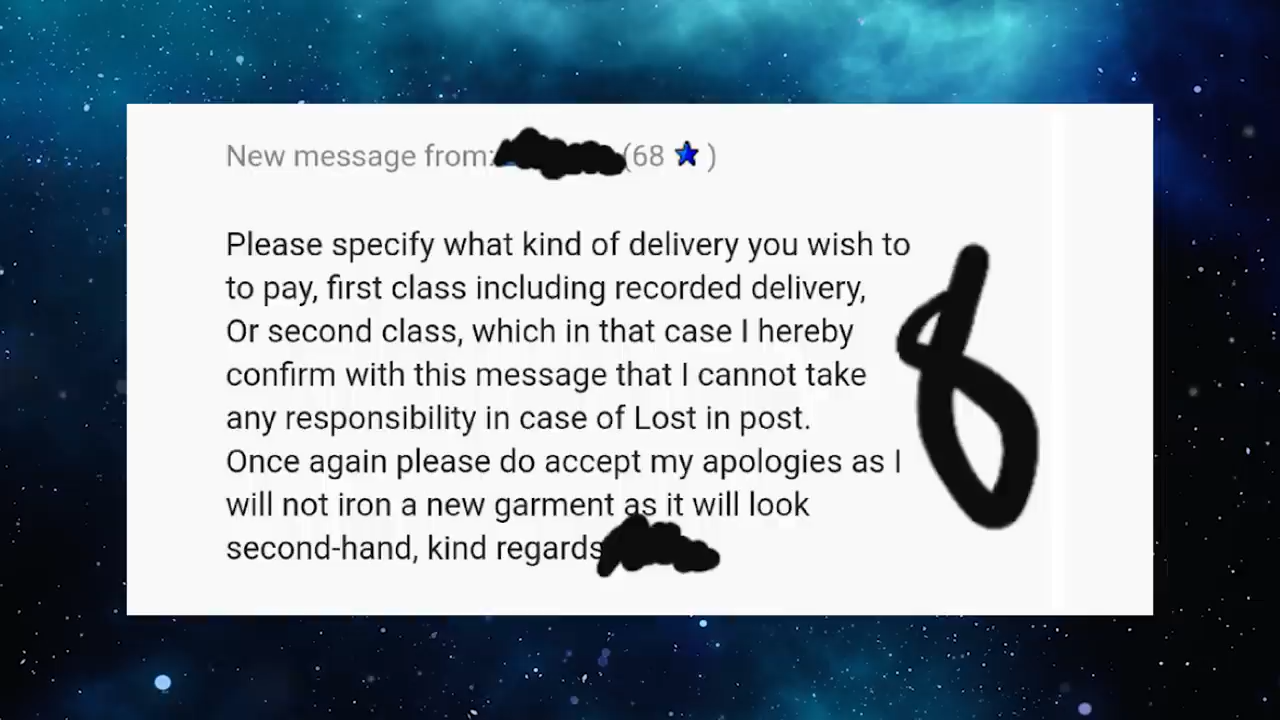 New message from: (68 ★ )
Please specify what kind of delivery you wish to
to pay, first class including recorded delivery,
Or second class, which in that case I hereby
confirm with this message that I cannot take
any responsibility in case of Lost in post.
Once again please do accept my apologies as I
will not iron a new garment as it will look
second-hand, kind regards
8